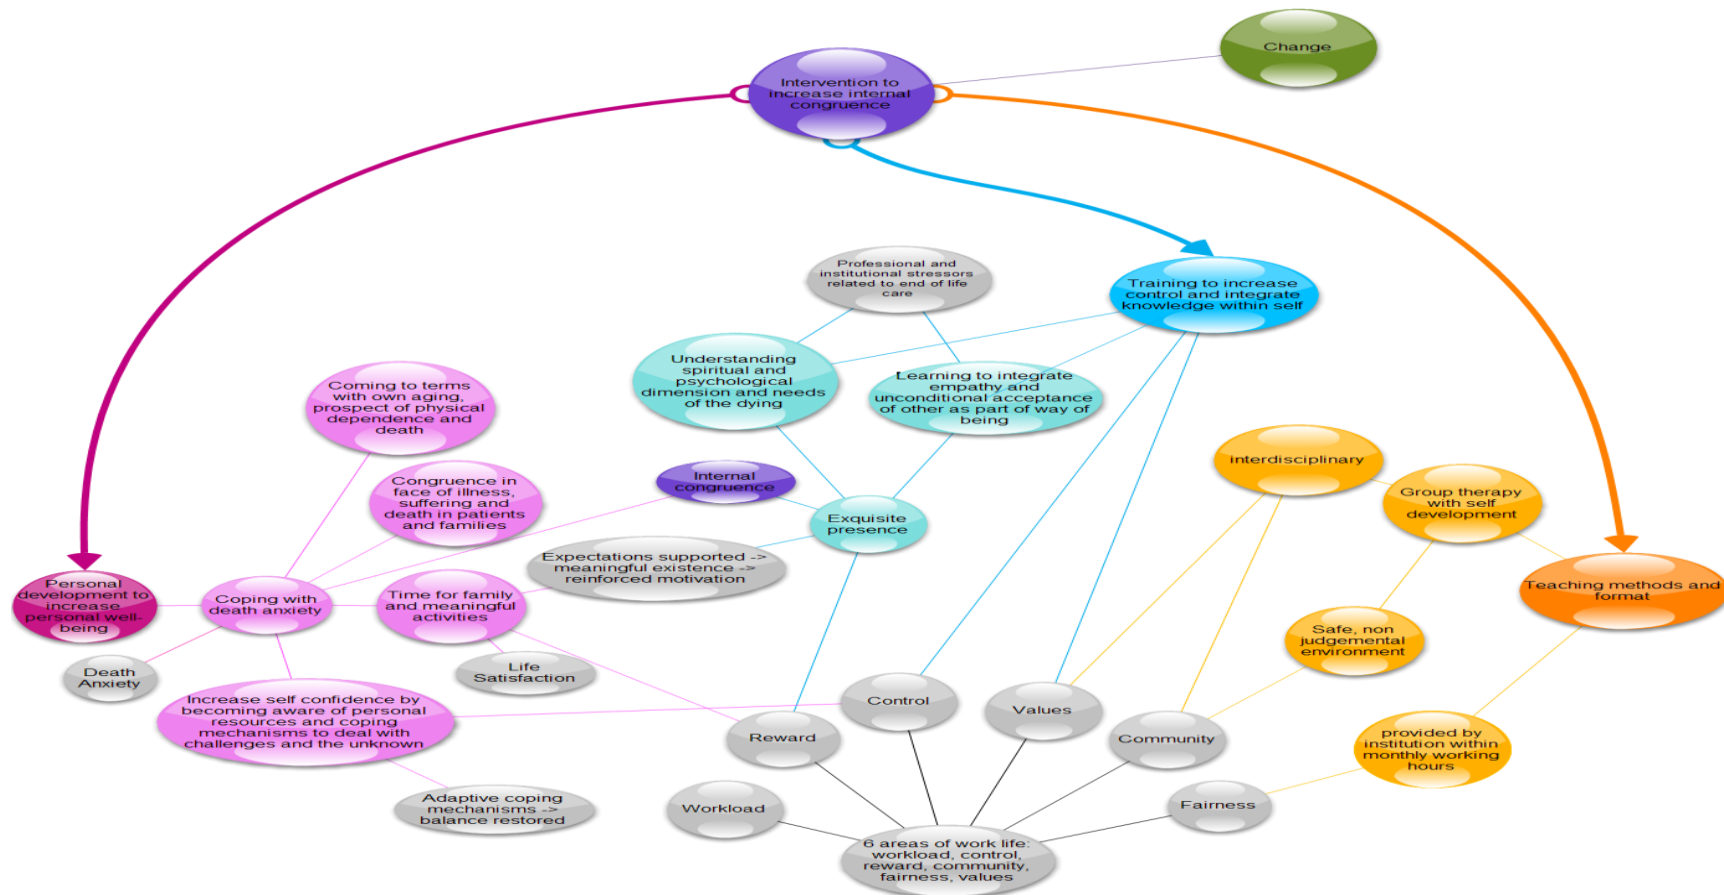 Change
Intervention to
increase internal
congruence
Professional and
institutional stressors
related to end of life
care
Training to increase
control and integrate
knowledge within self
Understanding
spiritual and
psychological
dimension and needs
of the dying
Learning to integrate
empathy and
unconditional acceptance
of other as part of way of
being
Coming to terms
with own aging,
prospect of physical
dependence and
death
interdisciplinary
Internal
congruence
Congruence in
face of illness,
suffering and
death in patients
and families
Group therapy
with self
development
Exquisite
presence
Expectations supported ->
meaningful existence ->
reinforced motivation
Personal
development to
increase
personal well-
being
Coping with
death anxiety
Time for family
and meaningful
activities
Teaching methods and
format
Safe, non
judgemental
environment
Death
Anxiety
Life
Satisfaction
Increase self confidence by
becoming aware of personal
resources and coping
mechanisms to deal with
challenges and the unknown
Control
Values
Reward
Community
provided by
institution within
monthly working
hours
Adaptive coping
mechanisms ->
balance restored
Workload
Fairness
6 areas of work life:
workload, control,
reward, community,
fairness, values